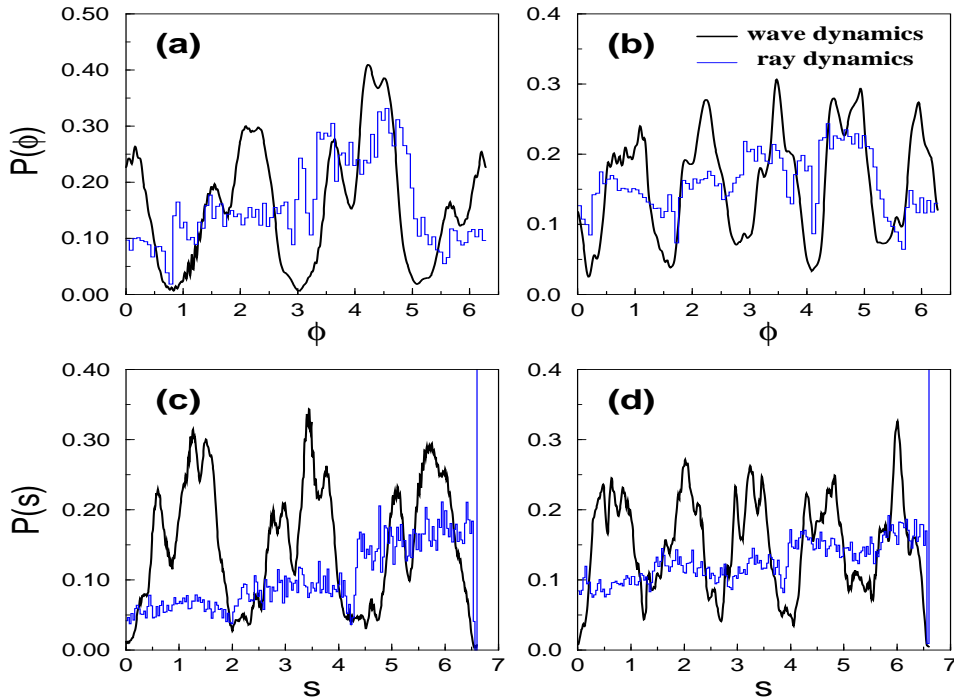 0.50
0.40
0.30
0.20
0.10
0.00
P(ϕ)
(a)
0 1 2 3 4 5 6
ϕ
0.4
0.3
0.2
0.1
0.0
(b)
wave dynamics
ray dynamics
0 1 2 3 4 5 6
ϕ
0.40
0.30
0.20
0.10
0.00
P(s)
(c)
0 1 2 3 4 5 6 7
s
0.4
0.3
0.2
0.1
0.0
(d)
0 1 2 3 4 5 6 7
s